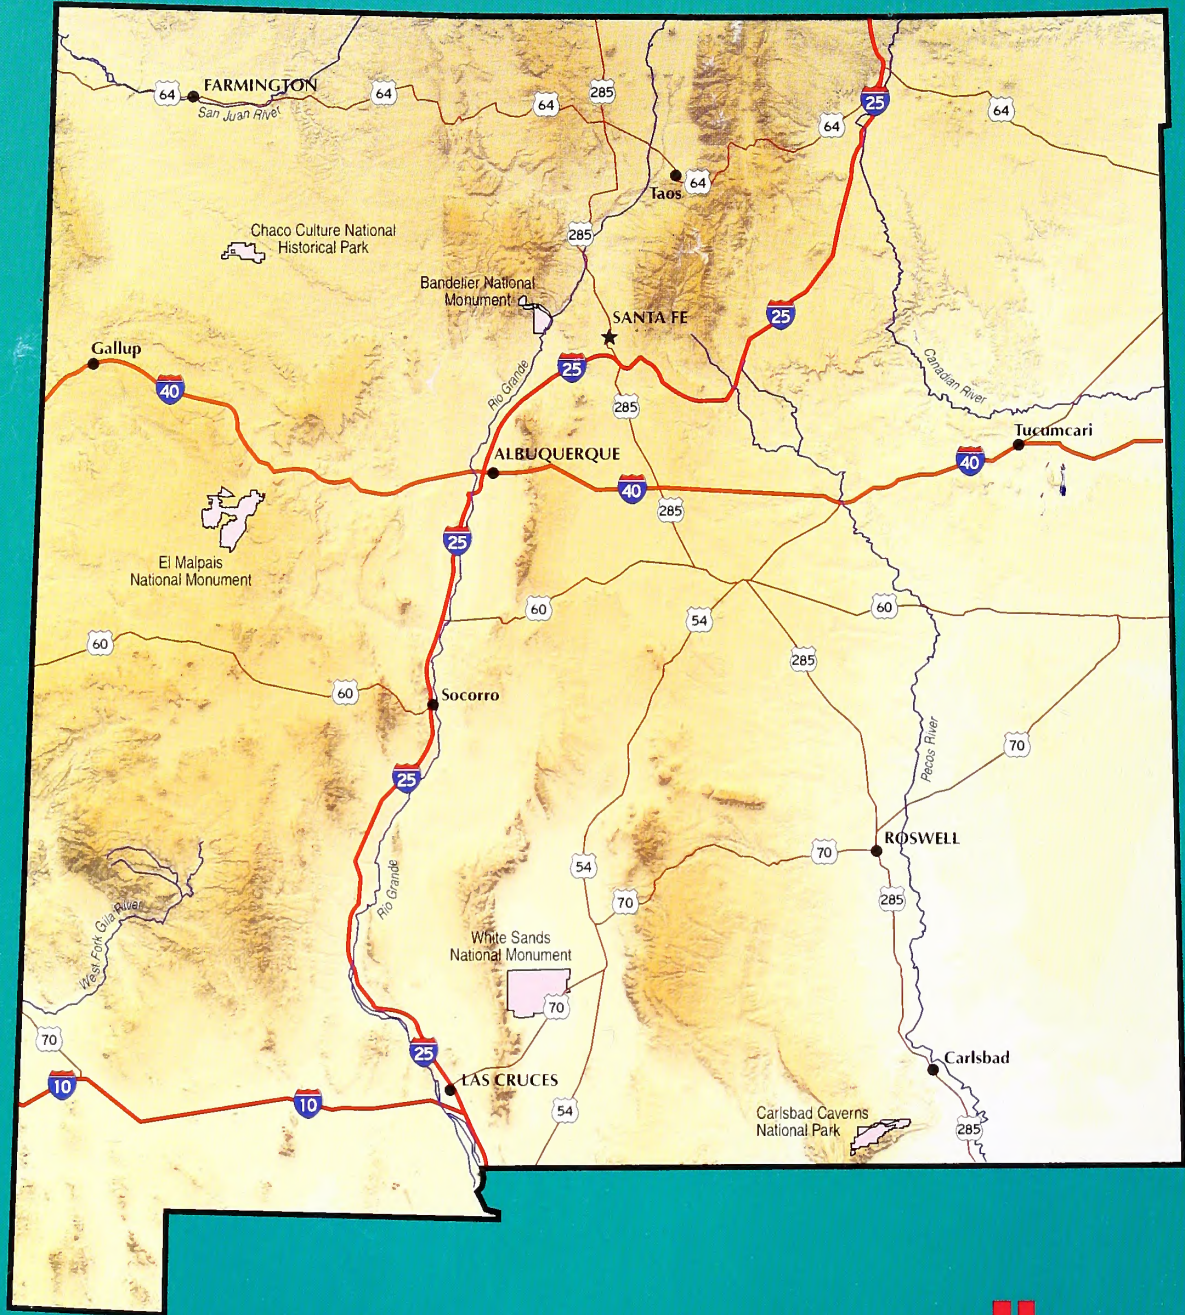 285
25
64
FARMINGTON
64
64
64
64
San Juan River
Taos
64
Chaco Culture National
Historical Park
285
Bandelier National
Monument
25
SANTA FE
Gallup
25
40
Rio Grande
Canadian River
285
Tucumcari
ALBUQUERQUE
40
40
285
25
El Malpais
National Monument
60
60
54
60
285
60
Socorro
Pecos River
70
25
ROSWELL
70
54
Rio Grande
70
285
West Fork Gila River
White Sands
National Monument
70
70
25
10
LAS CRUCES
Carlsbad
10
54
Carlsbad Caverns
National Park
285